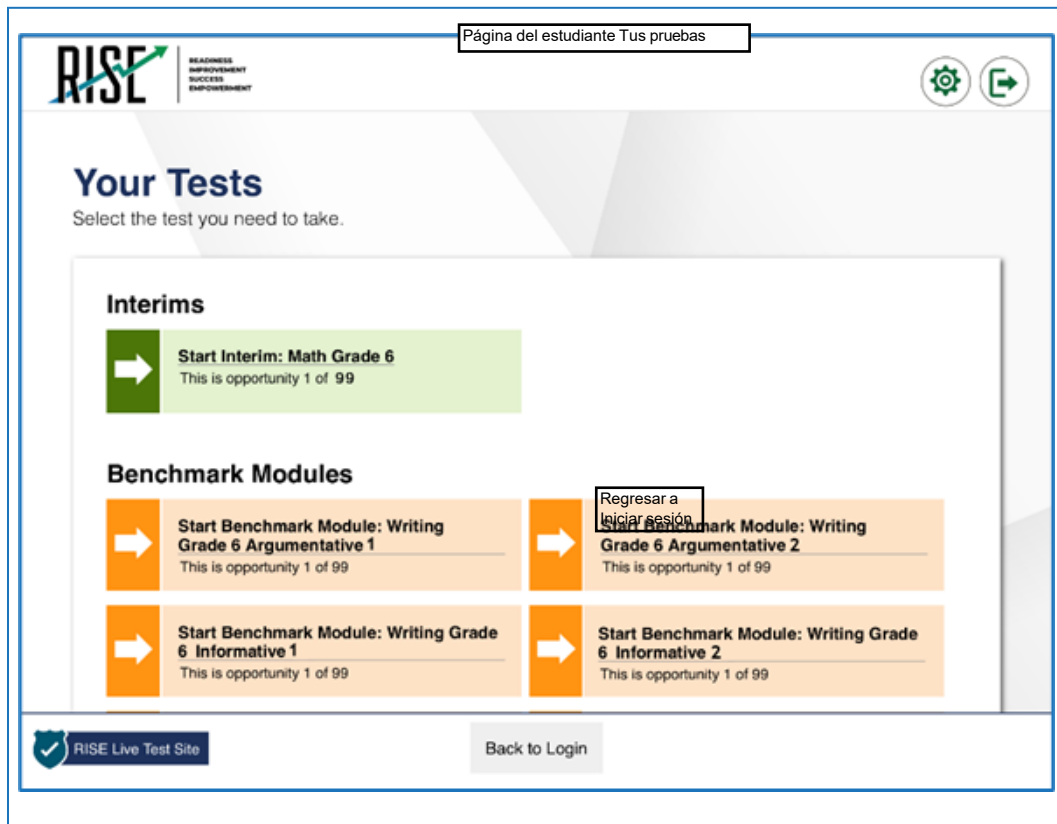 Página del estudiante Tus pruebas
RISE
READINESS
IMPROVEMENT
SUCCESS
EMPOWERMENT
Your Tests
Select the test you need to take.
Interims
Start Interim: Math Grade 6
This is opportunity 1 of 99
Benchmark Modules
Start Benchmark Module: Writing
Grade 6 Argumentative 1
This is opportunity 1 of 99
Regresar a
Iniciar sesión
Start Benchmark Module: Writing
Grade 6 Argumentative 2
This is opportunity 1 of 99
Start Benchmark Module: Writing Grade
6 Informative 1
This is opportunity 1 of 99
Start Benchmark Module: Writing Grade
6 Informative 2
This is opportunity 1 of 99
RISE Live Test Site
Back to Login